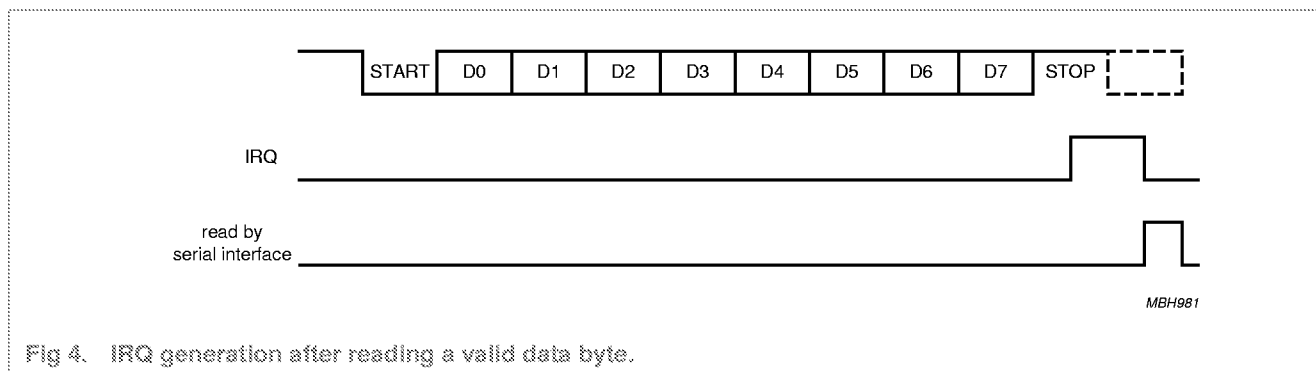 START D0 D1 D2 D3 D4 D5 D6 D7 STOP
IRQ
read by
serial interface
MBH981
Fig 4. IRQ generation after reading a valid data byte.